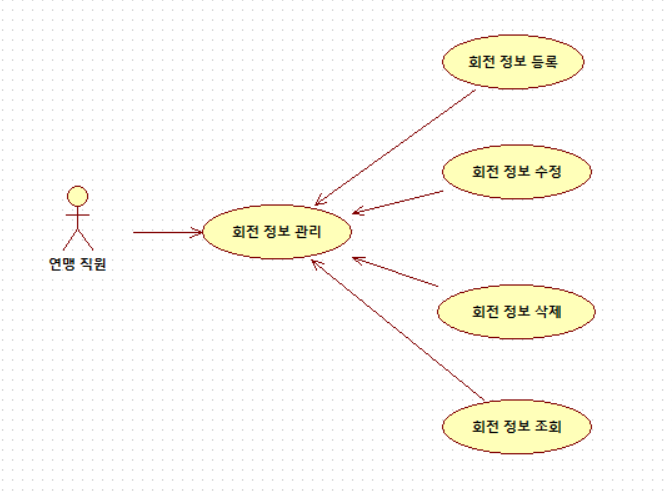 회전 정보 등록
회전 정보 수정
회전 정보 관리
연맹 직원
회전 정보 삭제
회전 정보 조회